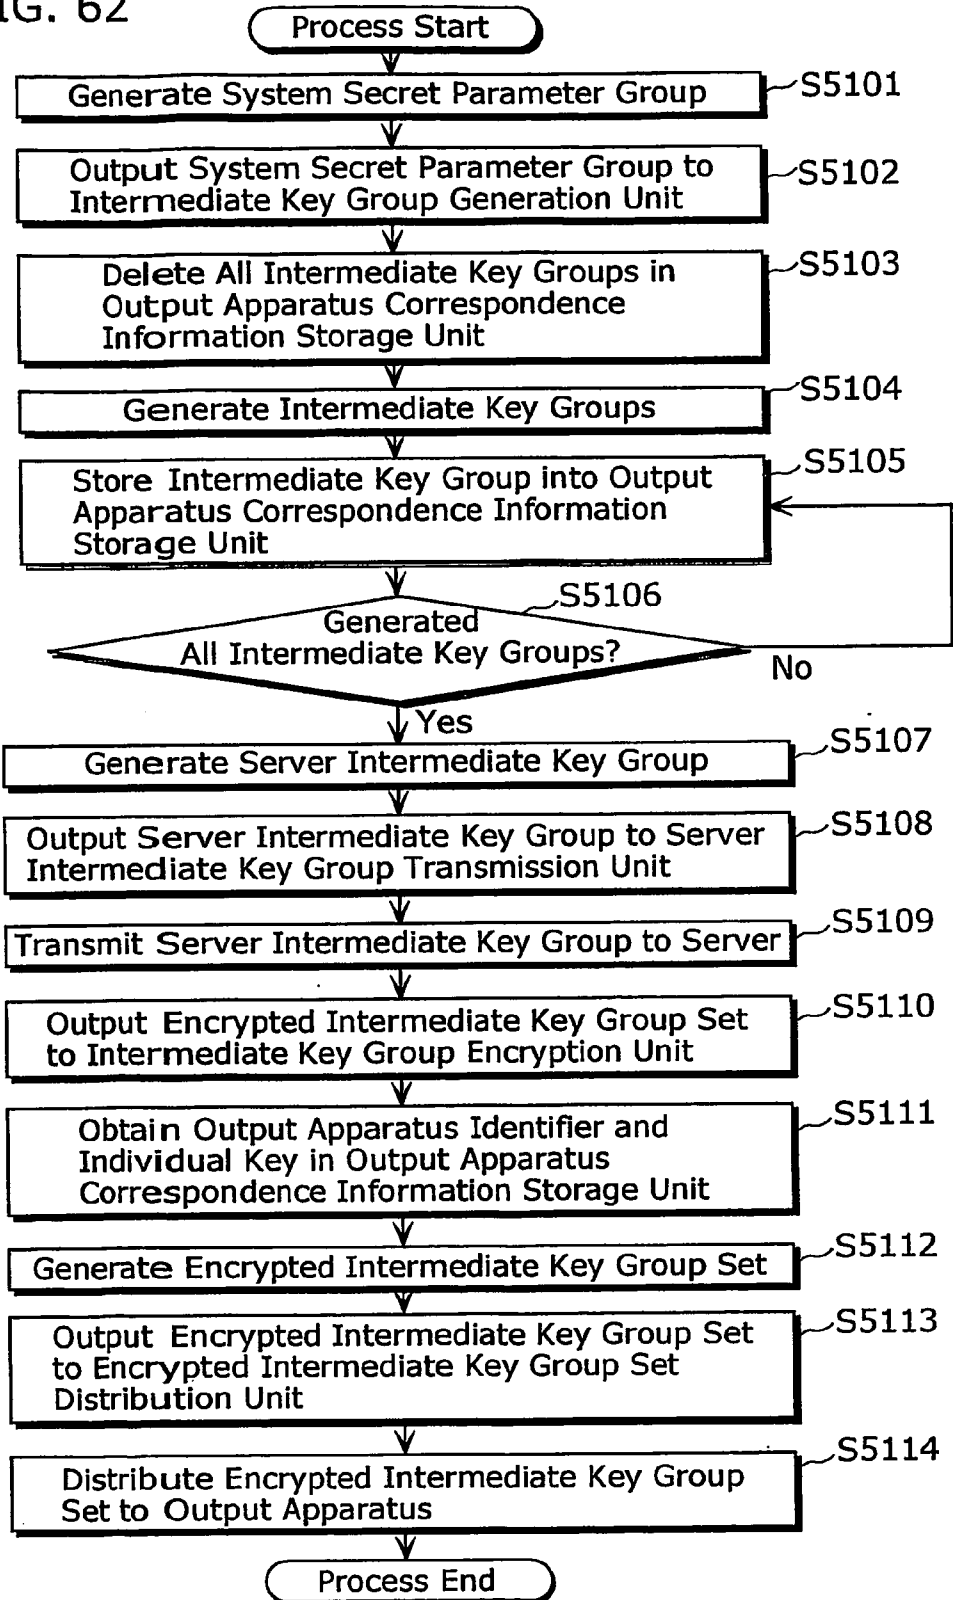 IG. 62
Process Start
Generate System Secret Parameter Group
S5101
Output System Secret Parameter Group to
Intermediate Key Group Generation Unit
S5102
Delete All Intermediate Key Groups in
Output Apparatus Correspondence
Information Storage Unit
S5103
Generate Intermediate Key Groups
S5104
Store Intermediate Key Group into Output
Apparatus Correspondence Information
Storage Unit
S5105
S5106
Generated
All Intermediate Key Groups?
No
Yes
Generate Server Intermediate Key Group
S5107
Output Server Intermediate Key Group to Server
Intermediate Key Group Transmission Unit
S5108
Transmit Server Intermediate Key Group to Server
S5109
Output Encrypted Intermediate Key Group Set
to Intermediate Key Group Encryption Unit
S5110
Obtain Output Apparatus Identifier and
Individual Key in Output Apparatus
Correspondence Information Storage Unit
S5111
Generate Encrypted Intermediate Key Group Set
S5112
Output Encrypted Intermediate Key Group Set
to Encrypted Intermediate Key Group Set
Distribution Unit
S5113
Distribute Encrypted Intermediate Key Group
Set to Output Apparatus
S5114
Process End